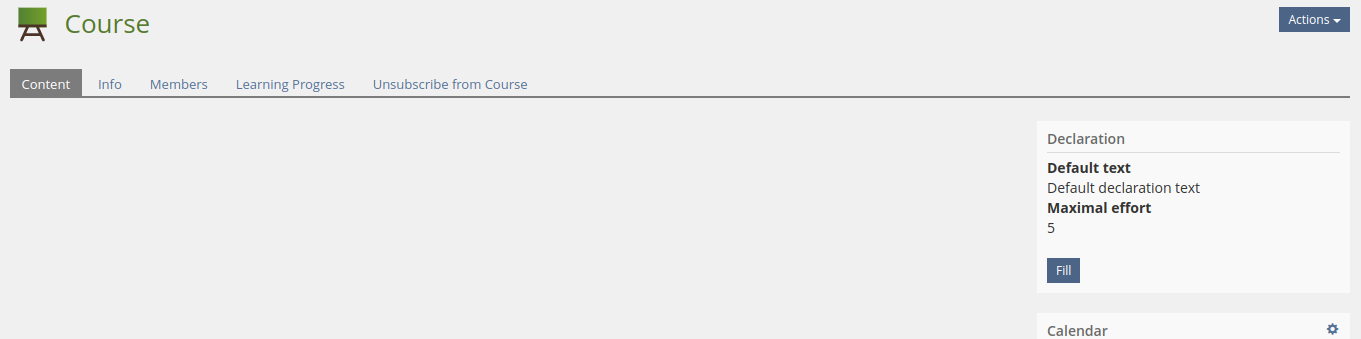 Course
Actions
Content Info Members Learning Progress Unsubscribe from Course
Declaration
Default text
Default declaration text
Maximal effort
5
Fill
Calendar